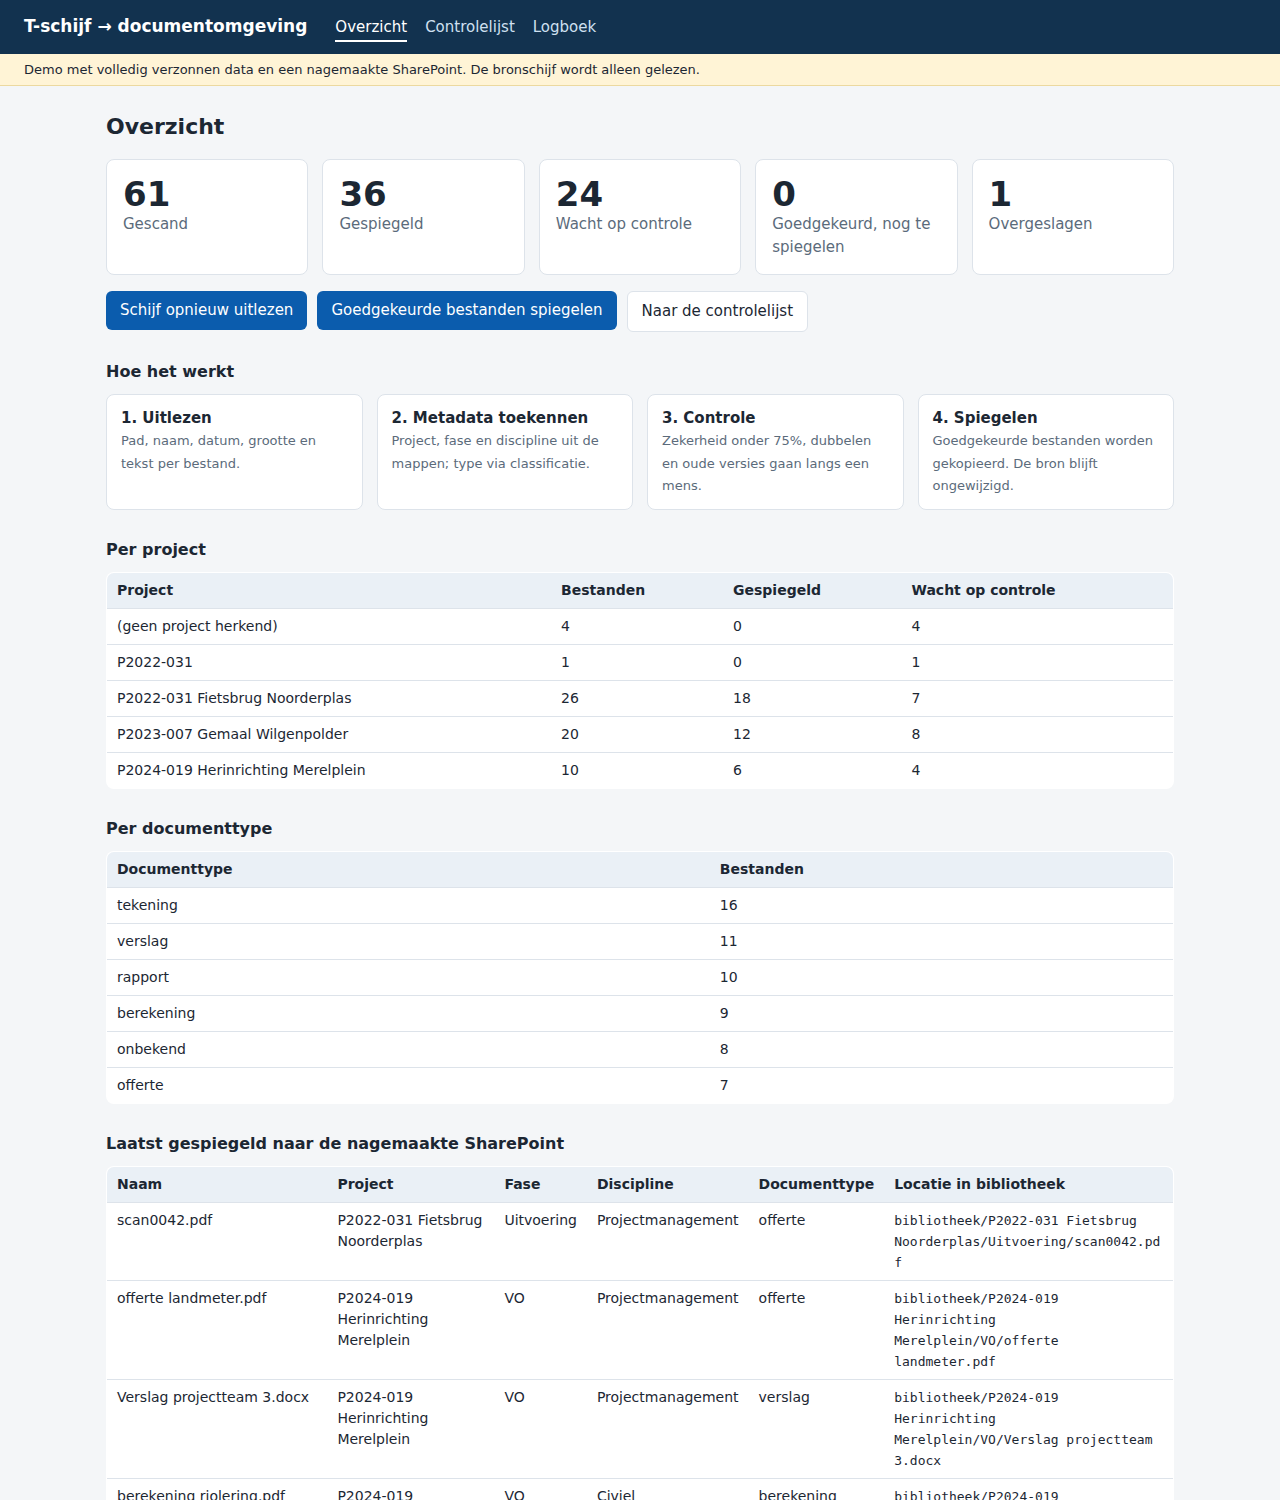 T-schijf → documentomgeving Overzicht Controlelijst Logboek
Demo met volledig verzonnen data en een nagemaakte SharePoint. De bronschijf wordt alleen gelezen.
Overzicht
61 36 24 0 1
Gescand Gespiegeld Wacht op controle Goedgekeurd, nog te Overgeslagen
spiegelen
Schijf opnieuw uitlezen Goedgekeurde bestanden spiegelen Naar de controlelijst
Hoe het werkt
1. Uitlezen
Pad, naam, datum, grootte en
tekst per bestand.
2. Metadata toekennen
Project, fase en discipline uit de
mappen; type via classificatie.
3. Controle
Zekerheid onder 75%, dubbelen
en oude versies gaan langs een
mens.
4. Spiegelen
Goedgekeurde bestanden worden
gekopieerd. De bron blijft
ongewijzigd.
Per project
Project Bestanden Gespiegeld Wacht op controle
(geen project herkend) 4 0 4
P2022-031 1 0 1
P2022-031 Fietsbrug Noorderplas 26 18 7
P2023-007 Gemaal Wilgenpolder 20 12 8
P2024-019 Herinrichting Merelplein 10 6 4
Per documenttype
Documenttype Bestanden
tekening 16
verslag 11
rapport 10
berekening 9
onbekend 8
offerte 7
Laatst gespiegeld naar de nagemaakte SharePoint
Naam Project Fase Discipline Documenttype Locatie in bibliotheek
scan0042.pdf P2022-031 Fietsbrug Uitvoering Projectmanagement offerte bibliotheek/P2022-031 Fietsbrug
Noorderplas Noorderplas/Uitvoering/scan0042.pd
f
offerte landmeter.pdf P2024-019 VO Projectmanagement offerte bibliotheek/P2024-019
Herinrichting Herinrichting
Merelplein Merelplein/VO/offerte
landmeter.pdf
Verslag projectteam 3.docx P2024-019 VO Projectmanagement verslag bibliotheek/P2024-019
Herinrichting Herinrichting
Merelplein Merelplein/VO/Verslag projectteam
3.docx
berekening riolering.pdf P2024-019 VO Civiel berekening bibliotheek/P2024-019